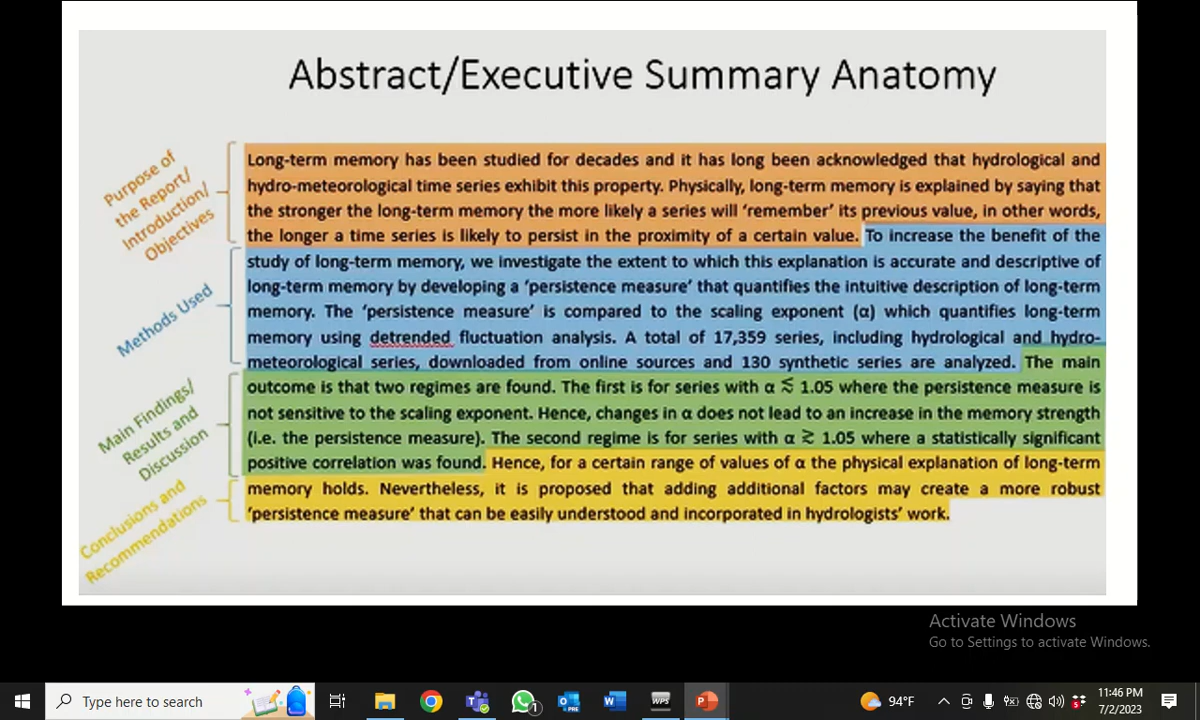 Abstract/Executive Summary Anatomy
Purpose of
the Report/
Introduction/
Objectives
Long-term memory has been studied for decades and it has long been acknowledged that hydrological and
hydro-meteorological time series exhibit this property. Physically, long-term memory is explained by saying that
the stronger the long-term memory the more likely a series will ‘remember’ its previous value, in other words,
the longer a time series is likely to persist in the proximity of a certain value. To increase the benefit of the
Methods Used
study of long-term memory, we investigate the extent to which this explanation is accurate and descriptive of
long-term memory by developing a ‘persistence measure’ that quantifies the intuitive description of long-term
memory. The ‘persistence measure’ is compared to the scaling exponent (α) which quantifies long-term
memory using detrended fluctuation analysis. A total of 17,359 series, including hydrological and hydro-
meteorological series, downloaded from online sources and 130 synthetic series are analyzed. The main
Main Findings/
Results and
Discussion
outcome is that two regimes are found. The first is for series with α ≲ 1.05 where the persistence measure is
not sensitive to the scaling exponent. Hence, changes in α does not lead to an increase in the memory strength
(i.e. the persistence measure). The second regime is for series with α ≳ 1.05 where a statistically significant
positive correlation was found. Hence, for a certain range of values of α the physical explanation of long-term
Conclusions and
Recommendations
memory holds. Nevertheless, it is proposed that adding additional factors may create a more robust
‘persistence measure’ that can be easily understood and incorporated in hydrologists’ work.
Activate Windows
Go to Settings to activate Windows.
Type here to search
1
PRE
W
WPS
P
94°F
5
11:46 PM
7/2/2023